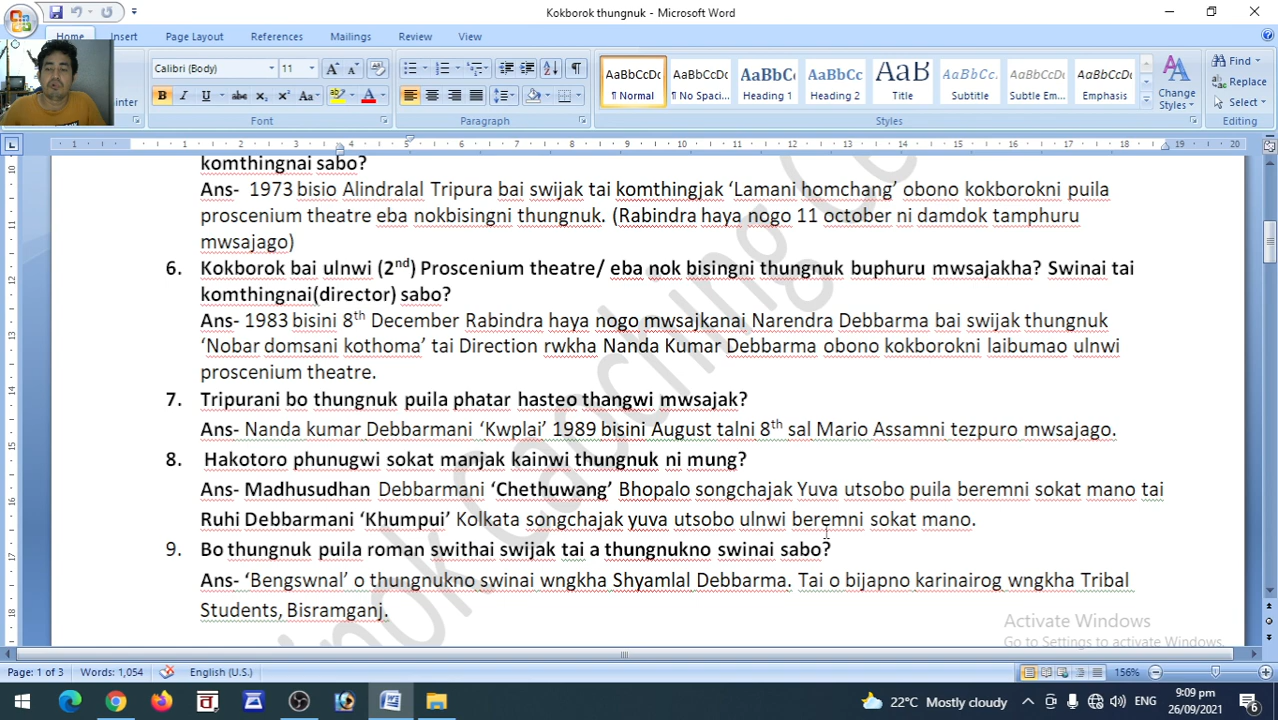 Kokborok thungnuk - Microsoft Word
Home Insert Page Layout References Mailings Review View
Calibri (Body) 11
AaBbCcDc AaBbCcDc AaBbC AaBbCc AaB AaBbCcL AaBbCcDc AaBbCcDc
¶ Normal ¶ No Spaci... Heading 1 Heading 2 Title Subtitle Subtle Em... Emphasis
Change Styles
Find
Replace
Select
Font Paragraph Styles Editing
komthingnai sabo?
Ans- 1973 bisio Alindralal Tripura bai swijak tai komthingjak ‘Lamani homchang’ obono kokborokni puila
proscenium theatre eba nokbisingni thungnuk. (Rabindra haya nogo 11 october ni damdok tamphuru
mwsajago)
6. Kokborok bai ulnwi (2nd) Proscenium theatre/ eba nok bisingni thungnuk buphuru mwsajakha? Swinai tai
komthingnai(director) sabo?
Ans- 1983 bisini 8th December Rabindra haya nogo mwsajkanai Narendra Debbarma bai swijak thungnuk
‘Nobar domsani kothoma’ tai Direction rwkha Nanda Kumar Debbarma obono kokborokni laibumao ulnwi
proscenium theatre.
7. Tripurani bo thungnuk puila phatar hasteo thangwi mwsajak?
Ans- Nanda kumar Debbarmani ‘Kwplai’ 1989 bisini August talni 8th sal Mario Assamni tezpuro mwsajago.
8. Hakotoro phunugwi sokat manjak kainwi thungnuk ni mung?
Ans- Madhusudhan Debbarmani ‘Chethuwang’ Bhopalo songchajak Yuva utsobo puila beremni sokat mano tai
Ruhi Debbarmani ‘Khumpui’ Kolkata songchajak yuva utsobo ulnwi beremni sokat mano.
9. Bo thungnuk puila roman swithai swijak tai a thungnukno swinai sabo?
Ans- ‘Bengswnal’ o thungnukno swinai wngkha Shyamlal Debbarma. Tai o bijapno karinairog wngkha Tribal
Students, Bisramganj.
Activate Windows
Go to Settings to activate Windows.
Page: 1 of 3 Words: 1,054 English (U.S.) 156%
22°C Mostly cloudy ENG 9:09 pm
26/09/2021